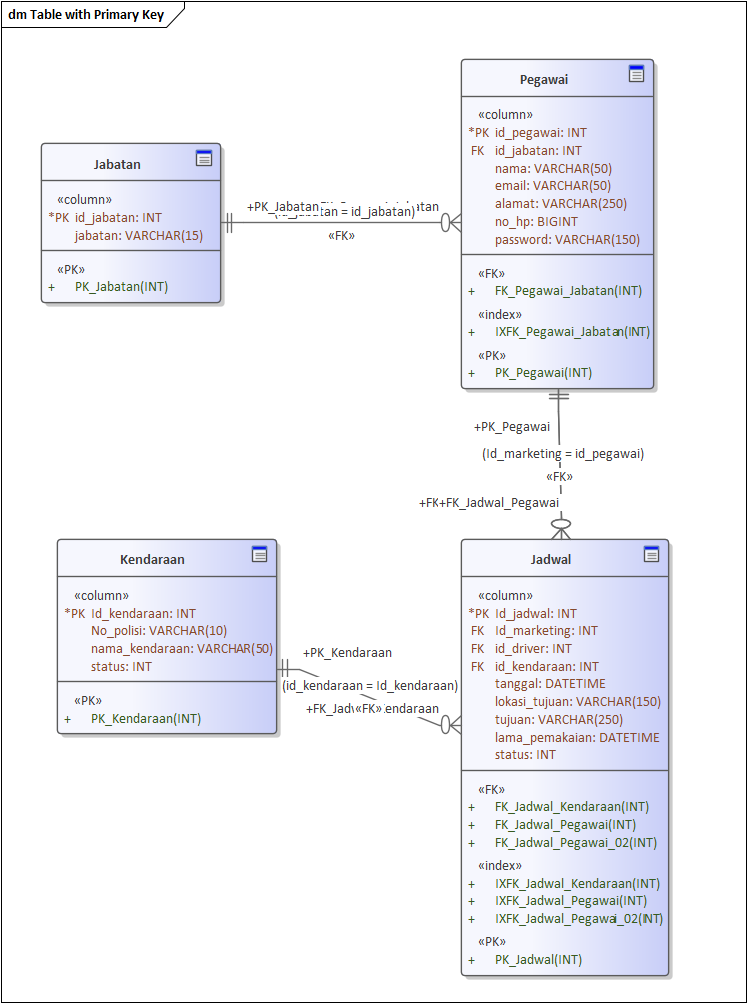 dm Table with Primary Key
Pegawai
«column»
*PK id_pegawai: INT
FK id_jabatan: INT
nama: VARCHAR(50)
email: VARCHAR(50)
alamat: VARCHAR(250)
no_hp: BIGINT
password: VARCHAR(150)
«FK»
+ FK_Pegawai_Jabatan(INT)
«index»
+ IXFK_Pegawai_Jabatan(INT)
«PK»
+ PK_Pegawai(INT)
Jabatan
«column»
*PK id_jabatan: INT
jabatan: VARCHAR(15)
«PK»
+ PK_Jabatan(INT)
+PK_Jabatan
(id_jabatan = id_jabatan)
«FK»
+PK_Pegawai
(Id_marketing = id_pegawai)
«FK»
+FK+FK_Jadwal_Pegawai
Kendaraan
«column»
*PK Id_kendaraan: INT
No_polisi: VARCHAR(10)
nama_kendaraan: VARCHAR(50)
status: INT
«PK»
+ PK_Kendaraan(INT)
+PK_Kendaraan
(id_kendaraan = Id_kendaraan)
«FK»
Jadwal
«column»
*PK Id_jadwal: INT
FK Id_marketing: INT
FK id_driver: INT
FK id_kendaraan: INT
tanggal: DATETIME
lokasi_tujuan: VARCHAR(150)
tujuan: VARCHAR(250)
lama_pemakaian: DATETIME
status: INT
«FK»
+ FK_Jadwal_Kendaraan(INT)
+ FK_Jadwal_Pegawai(INT)
+ FK_Jadwal_Pegawai_02(INT)
«index»
+ IXFK_Jadwal_Kendaraan(INT)
+ IXFK_Jadwal_Pegawai(INT)
+ IXFK_Jadwal_Pegawai_02(INT)
«PK»
+ PK_Jadwal(INT)